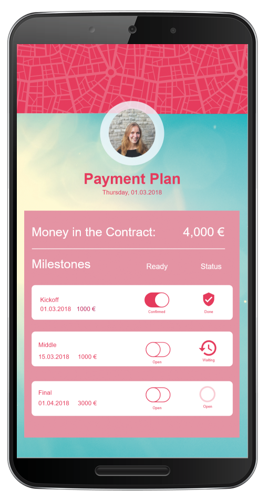 Payment Plan
Thursday, 01.03.2018
Money in the Contract: 4,000 €
Milestones Ready Status
Kickoff
01.03.2018 1000 €
Confirmed
Done
Middle
15.03.2018 1000 €
Open
Waiting
Final
01.04.2018 3000 €
Open
Open